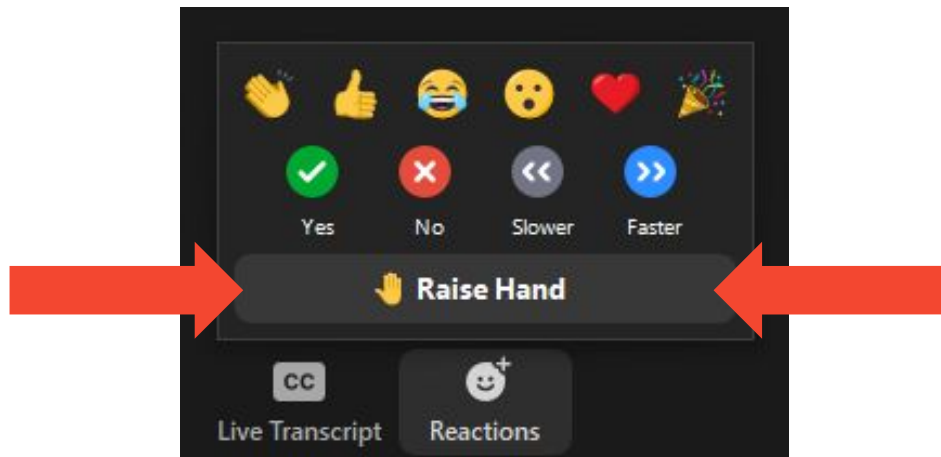 Yes No Slower Faster
Raise Hand
CC
Live Transcript Reactions